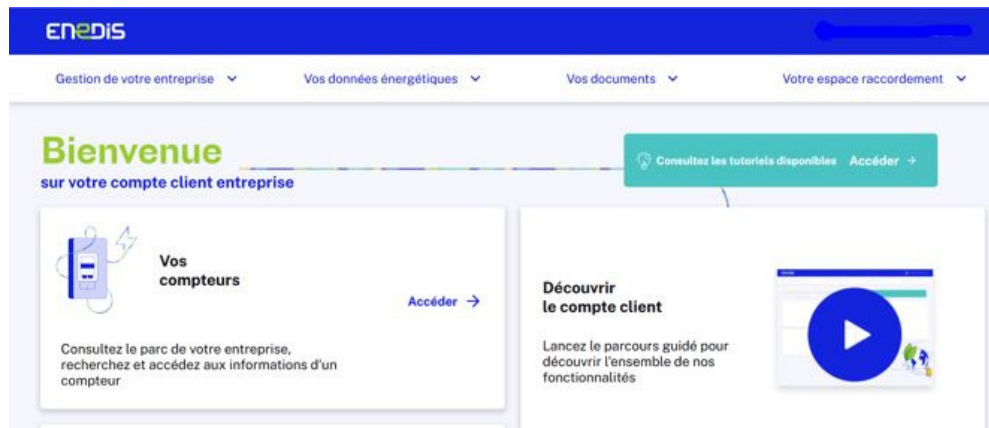 ENEDIS
Gestion de votre entreprise
Vos données énergétiques
Vos documents
Votre espace raccordement
Bienvenue
sur votre compte client entreprise
Consultez les tutoriels disponibles Accéder →
Vos
compteurs
Accéder →
Consultez le parc de votre entreprise,
recherchez et accédez aux informations d'un
compteur
Découvrir
le compte client
Lancez le parcours guidé pour
découvrir l'ensemble de nos
fonctionnalités